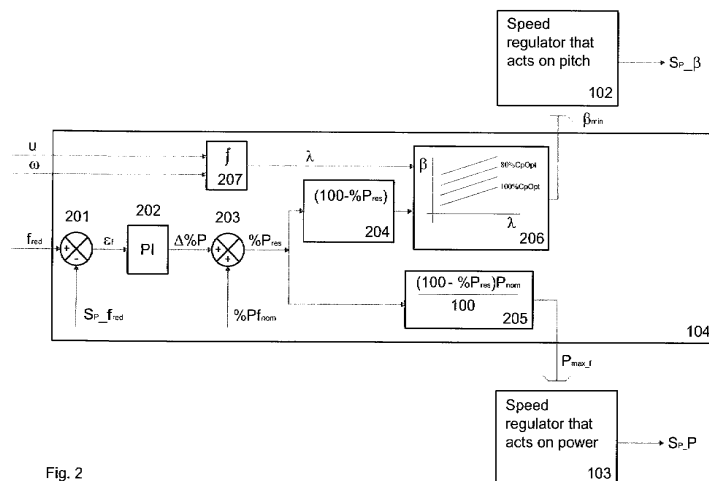 Speed
regulator that
acts on pitch
102
SP_β
βmin
u
ω
∫
207
λ
β
80%CpOpt
100%CpOpt
λ
206
(100-%Pres)
204
201
202
203
fred
+
-
εf
PI
Δ%P
+
+
%Pres
(100 - %Pres)Pnom
100
205
SP_fred
%Pfnom
104
Pmax_f
Speed
regulator that
acts on power
103
SP_P
Fig. 2